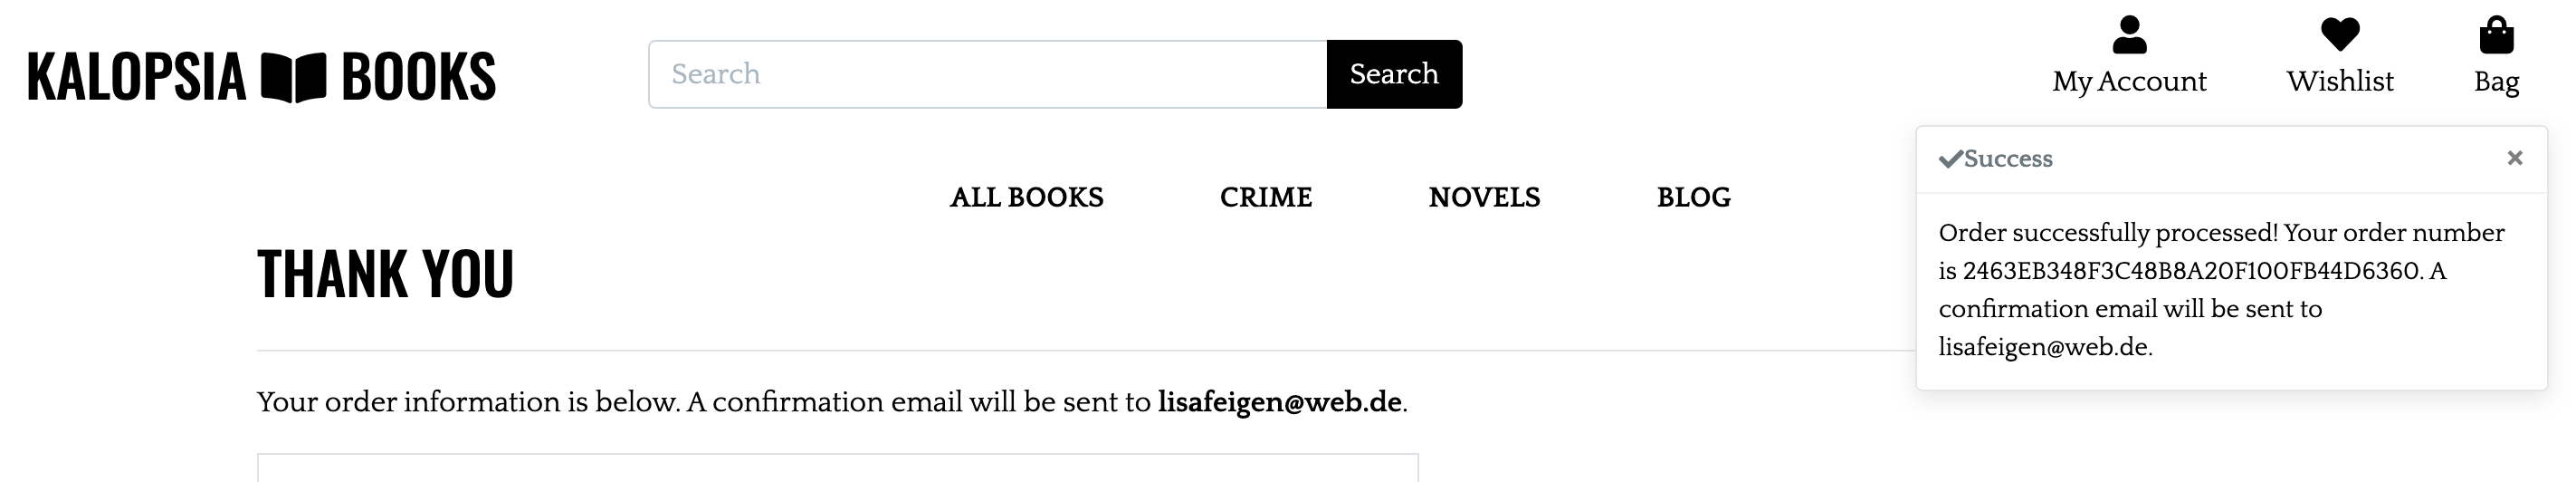 KALOPSIA BOOKS
Search
Search
My Account
Wishlist
Bag
ALL BOOKS
CRIME
NOVELS
BLOG
Success
×
Order successfully processed! Your order number
is 2463EB348F3C48B8A20F100FB44D6360. A
confirmation email will be sent to
lisafeigen@web.de.
THANK YOU
Your order information is below. A confirmation email will be sent to lisafeigen@web.de.